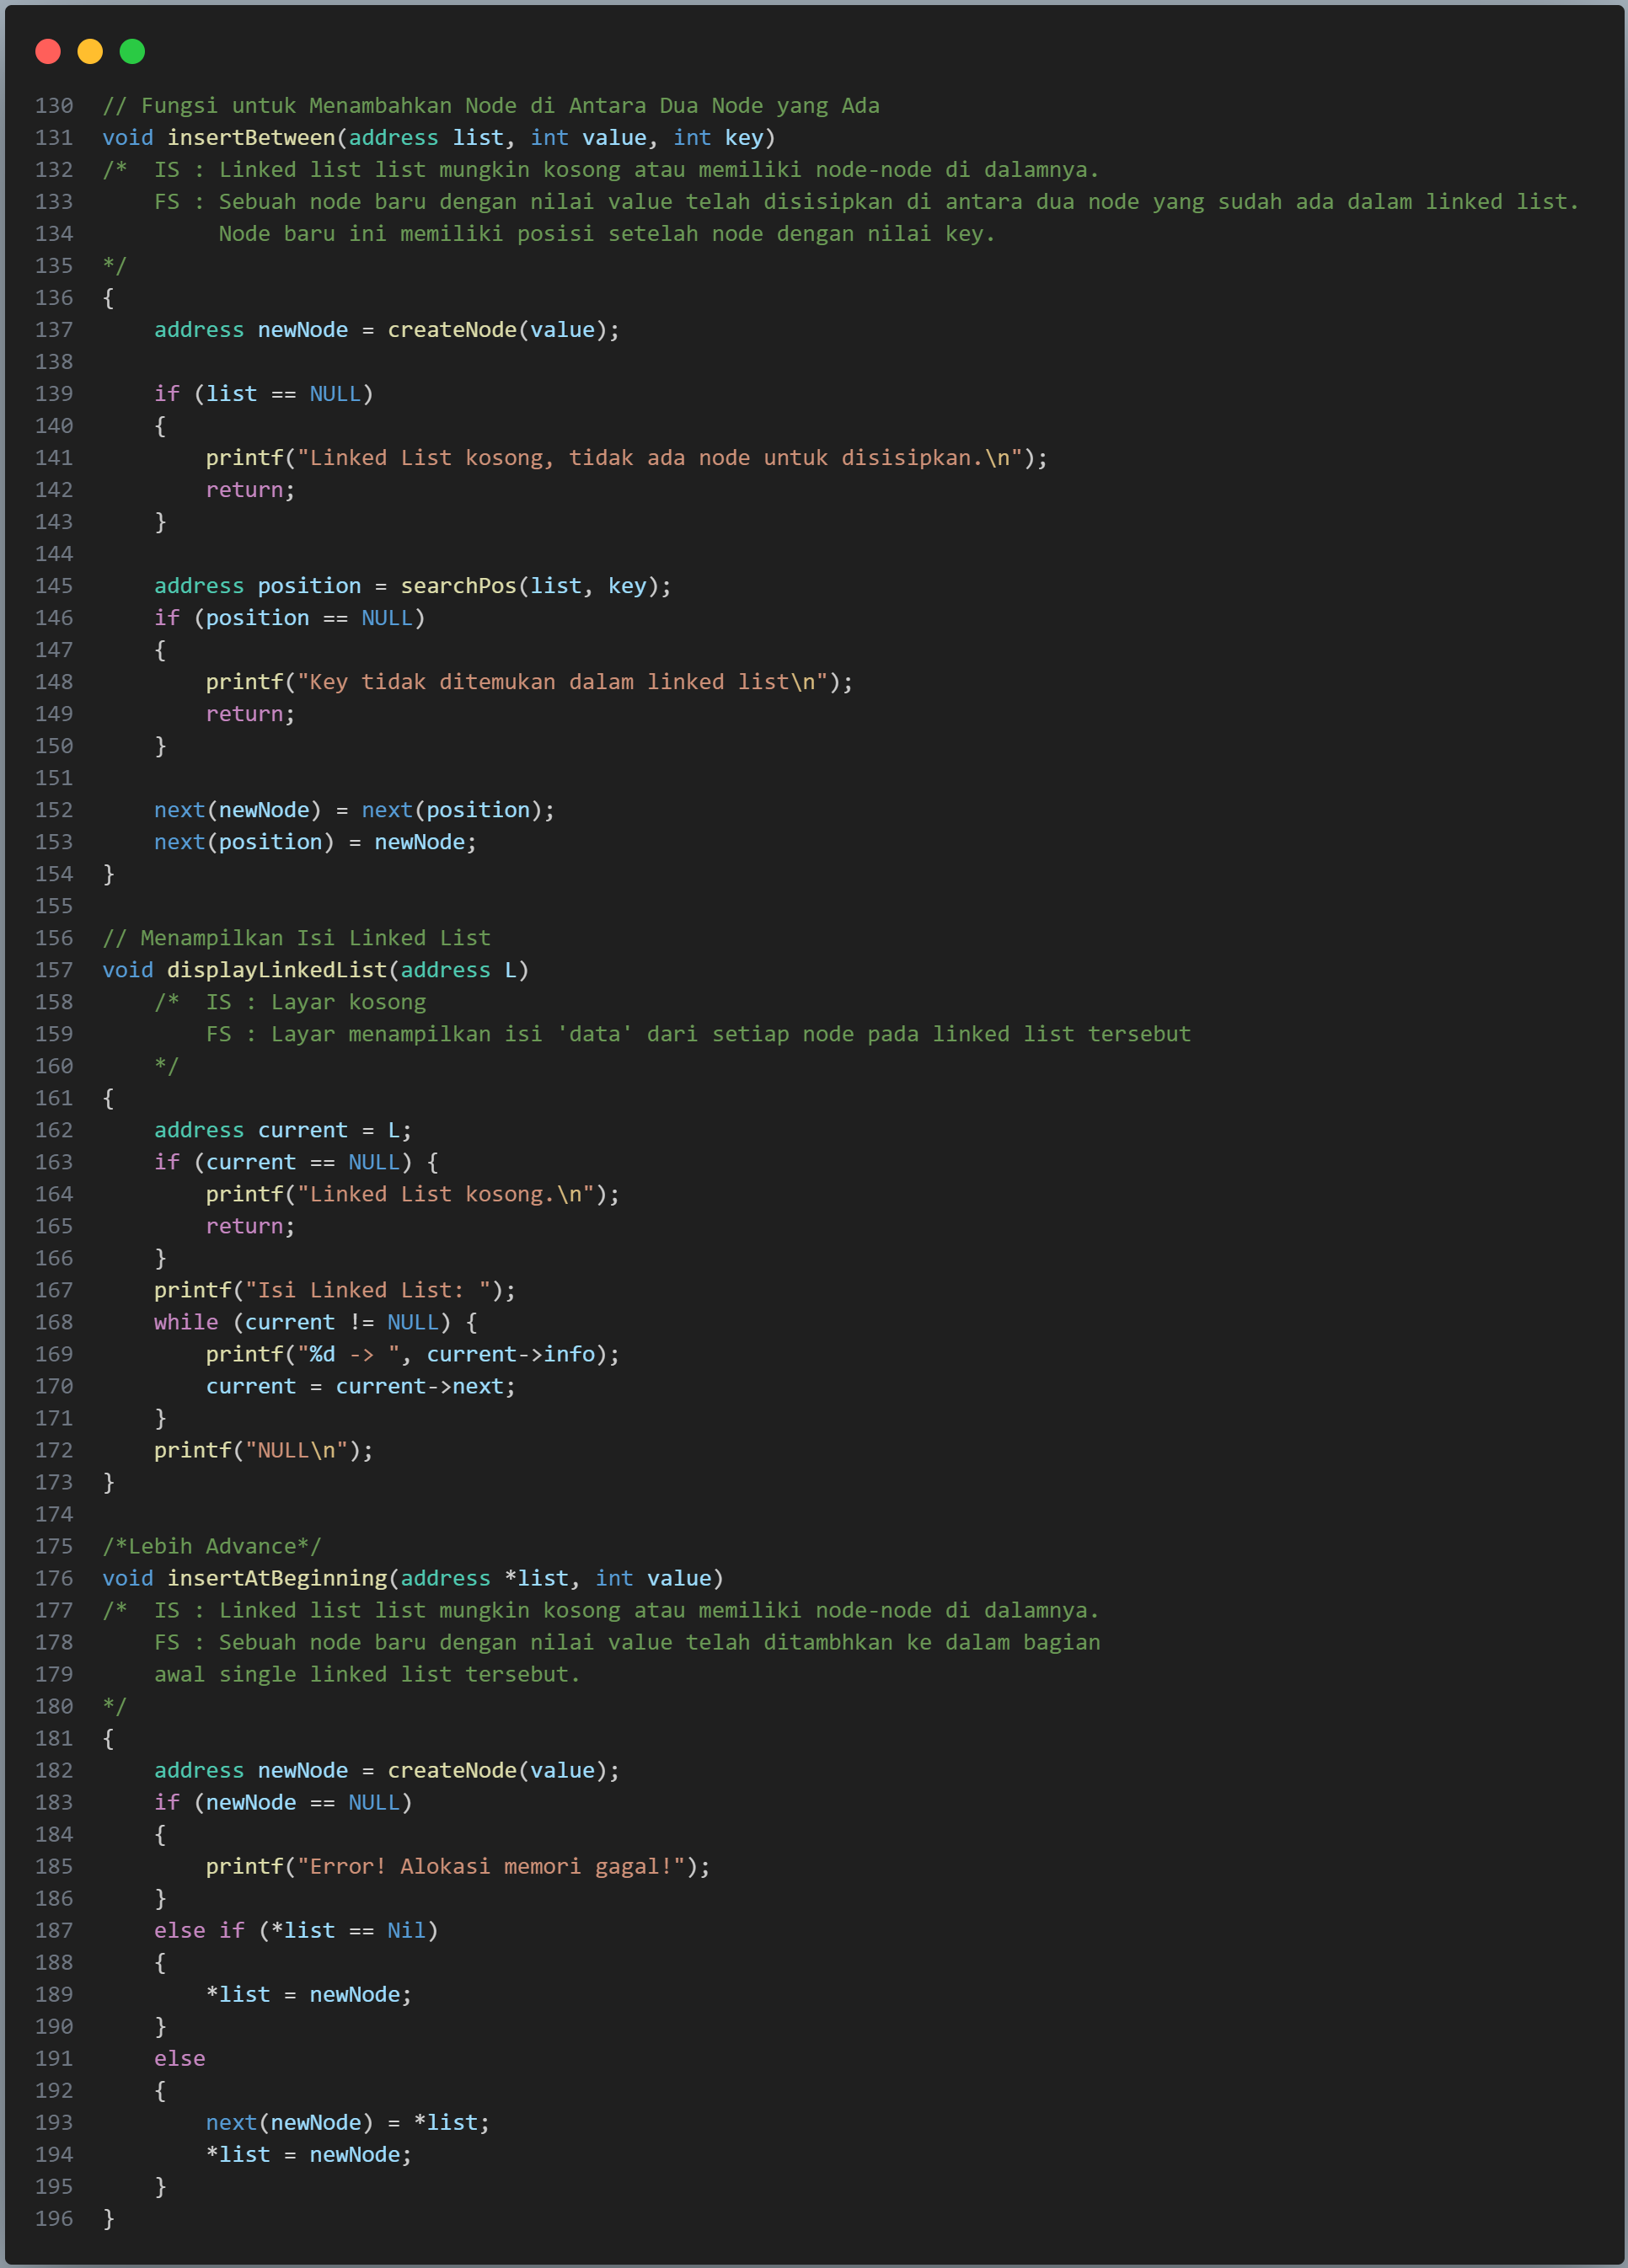 130 // Fungsi untuk Menambahkan Node di Antara Dua Node yang Ada
131 void insertBetween(address list, int value, int key)
132 /*  IS : Linked list list mungkin kosong atau memiliki node-node di dalamnya.
133     FS : Sebuah node baru dengan nilai value telah disisipkan di antara dua node yang sudah ada dalam linked list.
134          Node baru ini memiliki posisi setelah node dengan nilai key.
135 */
136 {
137     address newNode = createNode(value);
138
139     if (list == NULL)
140     {
141         printf("Linked List kosong, tidak ada node untuk disisipkan.\n");
142         return;
143     }
144
145     address position = searchPos(list, key);
146     if (position == NULL)
147     {
148         printf("Key tidak ditemukan dalam linked list\n");
149         return;
150     }
151
152     next(newNode) = next(position);
153     next(position) = newNode;
154 }
155
156 // Menampilkan Isi Linked List
157 void displayLinkedList(address L)
158     /*  IS : Layar kosong
159         FS : Layar menampilkan isi 'data' dari setiap node pada linked list tersebut
160     */
161 {
162     address current = L;
163     if (current == NULL) {
164         printf("Linked List kosong.\n");
165         return;
166     }
167     printf("Isi Linked List: ");
168     while (current != NULL) {
169         printf("%d -> ", current->info);
170         current = current->next;
171     }
172     printf("NULL\n");
173 }
174
175 /*Lebih Advance*/
176 void insertAtBeginning(address *list, int value)
177 /*  IS : Linked list list mungkin kosong atau memiliki node-node di dalamnya.
178     FS : Sebuah node baru dengan nilai value telah ditambhkan ke dalam bagian
179     awal single linked list tersebut.
180 */
181 {
182     address newNode = createNode(value);
183     if (newNode == NULL)
184     {
185         printf("Error! Alokasi memori gagal!");
186     }
187     else if (*list == Nil)
188     {
189         *list = newNode;
190     }
191     else
192     {
193         next(newNode) = *list;
194         *list = newNode;
195     }
196 }